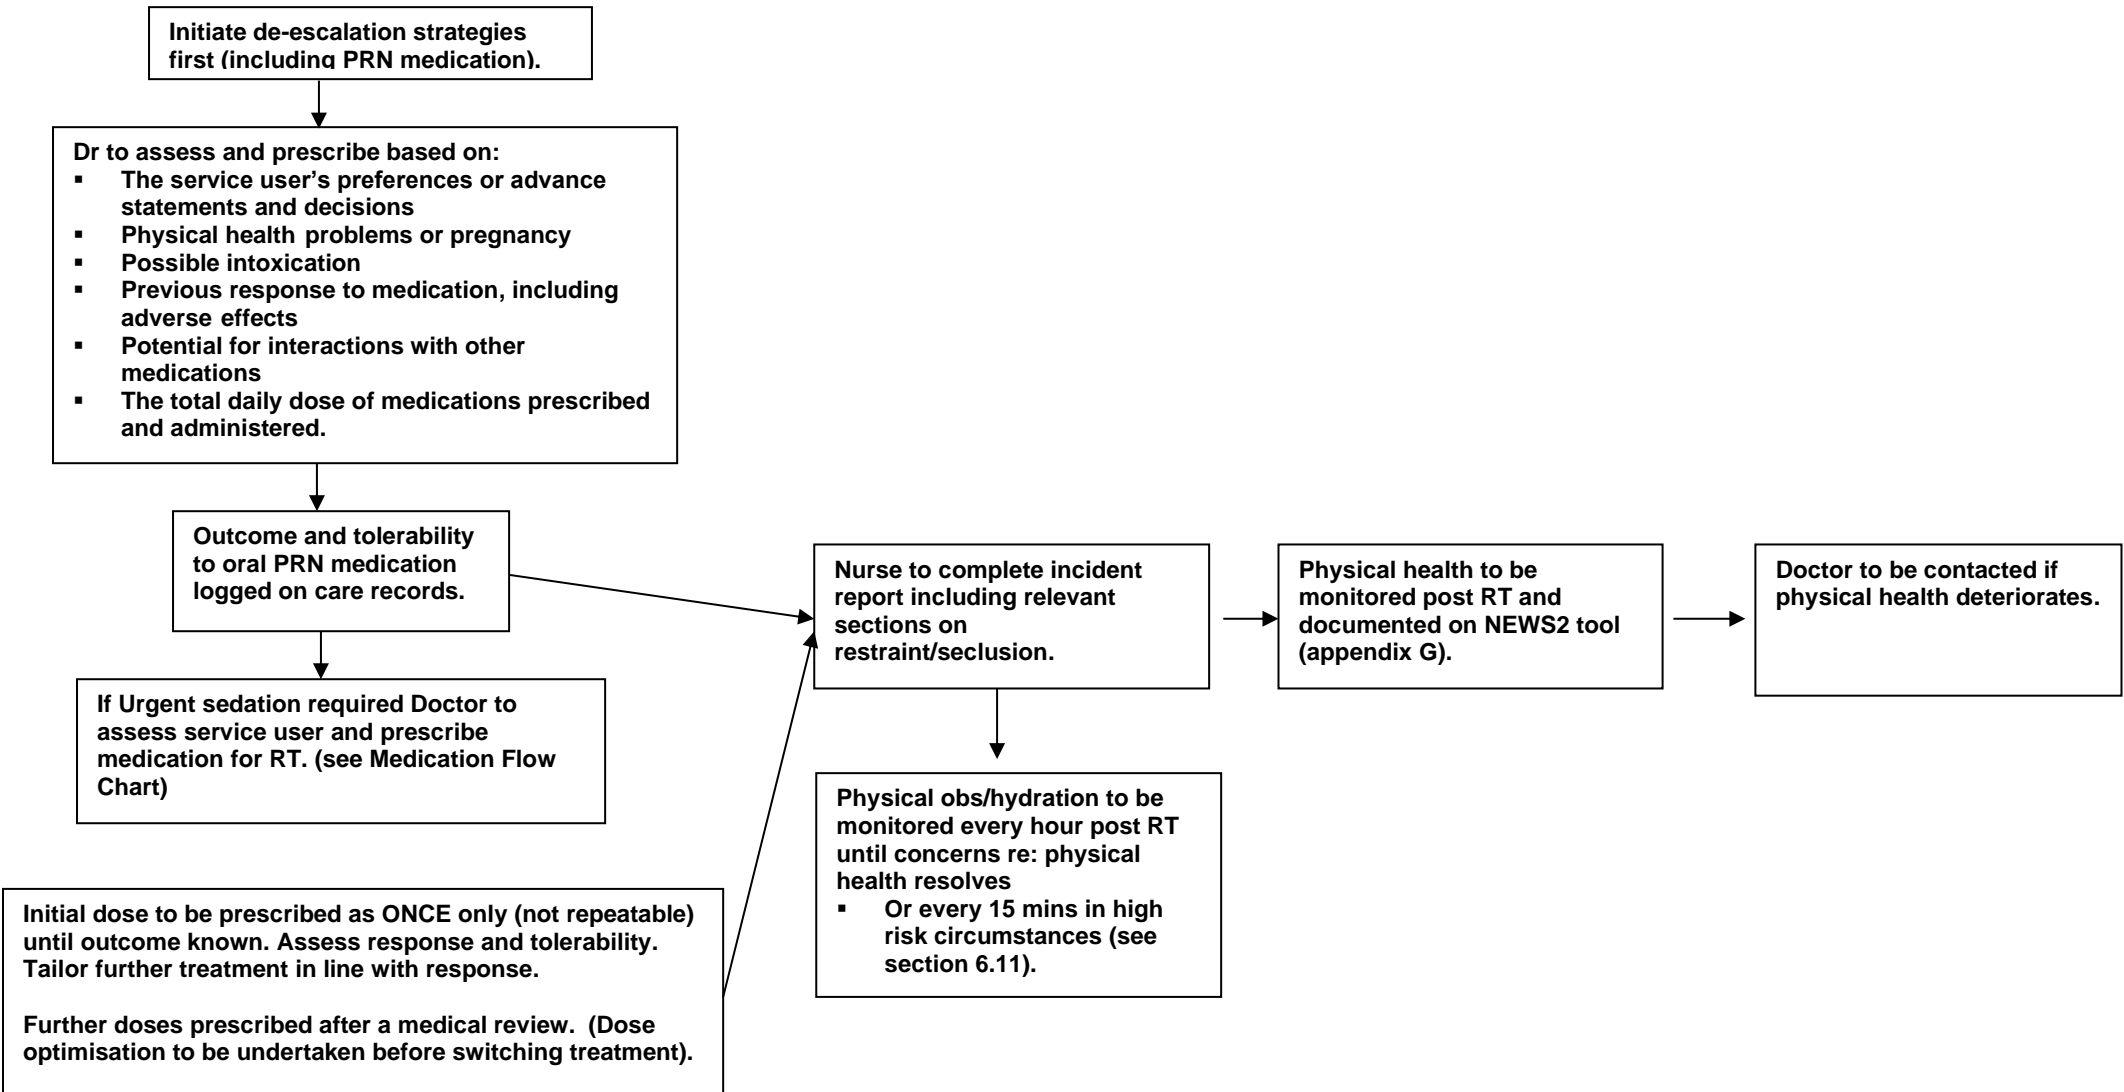 Initiate de-escalation strategies
first (including PRN medication).
Dr to assess and prescribe based on:
▪ The service user's preferences or advance
statements and decisions
▪ Physical health problems or pregnancy
▪ Possible intoxication
▪ Previous response to medication, including
adverse effects
▪ Potential for interactions with other
medications
▪ The total daily dose of medications prescribed
and administered.
Outcome and tolerability
to oral PRN medication
logged on care records.
If Urgent sedation required Doctor to
assess service user and prescribe
medication for RT. (see Medication Flow
Chart)
Initial dose to be prescribed as ONCE only (not repeatable)
until outcome known. Assess response and tolerability.
Tailor further treatment in line with response.
Further doses prescribed after a medical review. (Dose
optimisation to be undertaken before switching treatment).
Nurse to complete incident
report including relevant
sections on
restraint/seclusion.
Physical obs/hydration to be
monitored every hour post RT
until concerns re: physical
health resolves
▪ Or every 15 mins in high
risk circumstances (see
section 6.11).
Physical health to be
monitored post RT and
documented on NEWS2 tool
(appendix G).
Doctor to be contacted if
physical health deteriorates.